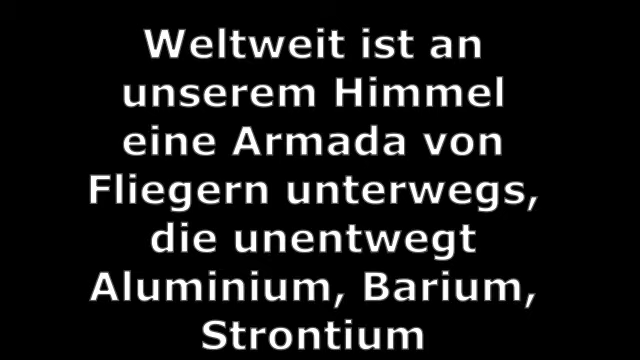 Weltweit ist an
unserem Himmel
eine Armada von
Fliegern unterwegs,
die unentwegt
Aluminium, Barium,
Strontium